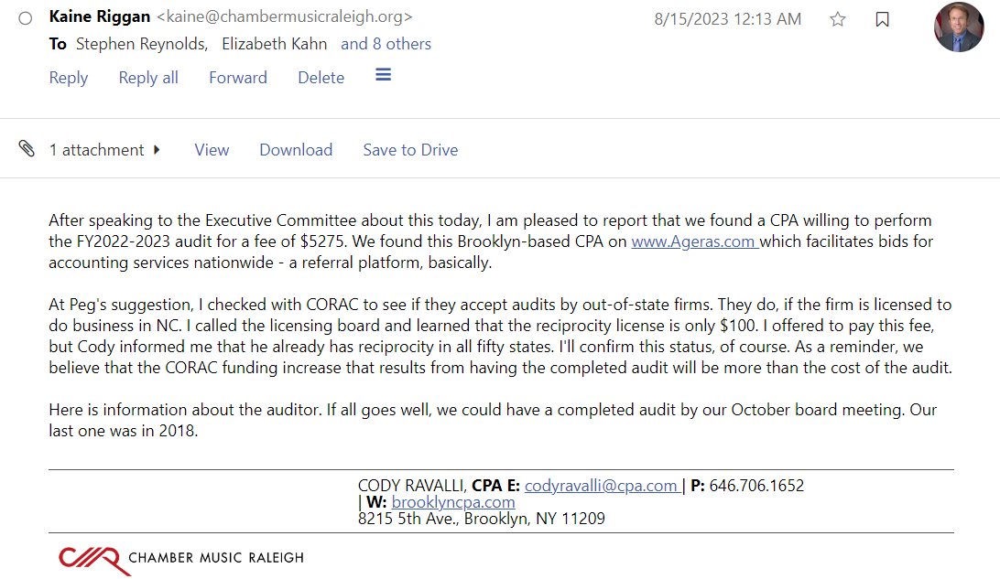 Kaine Riggan <kaine@chambermusicraleigh.org>
8/15/2023 12:13 AM
To Stephen Reynolds, Elizabeth Kahn and 8 others
Reply Reply all Forward Delete
1 attachment View Download Save to Drive
After speaking to the Executive Committee about this today, I am pleased to report that we found a CPA willing to perform
the FY2022-2023 audit for a fee of $5275. We found this Brooklyn-based CPA on www.Ageras.com which facilitates bids for
accounting services nationwide - a referral platform, basically.
At Peg's suggestion, I checked with CORAC to see if they accept audits by out-of-state firms. They do, if the firm is licensed to
do business in NC. I called the licensing board and learned that the reciprocity license is only $100. I offered to pay this fee,
but Cody informed me that he already has reciprocity in all fifty states. I'll confirm this status, of course. As a reminder, we
believe that the CORAC funding increase that results from having the completed audit will be more than the cost of the audit.
Here is information about the auditor. If all goes well, we could have a completed audit by our October board meeting. Our
last one was in 2018.
CODY RAVALLI, CPA E: codyravalli@cpa.com | P: 646.706.1652
| W: brooklyncpa.com
8215 5th Ave., Brooklyn, NY 11209
CMR CHAMBER MUSIC RALEIGH